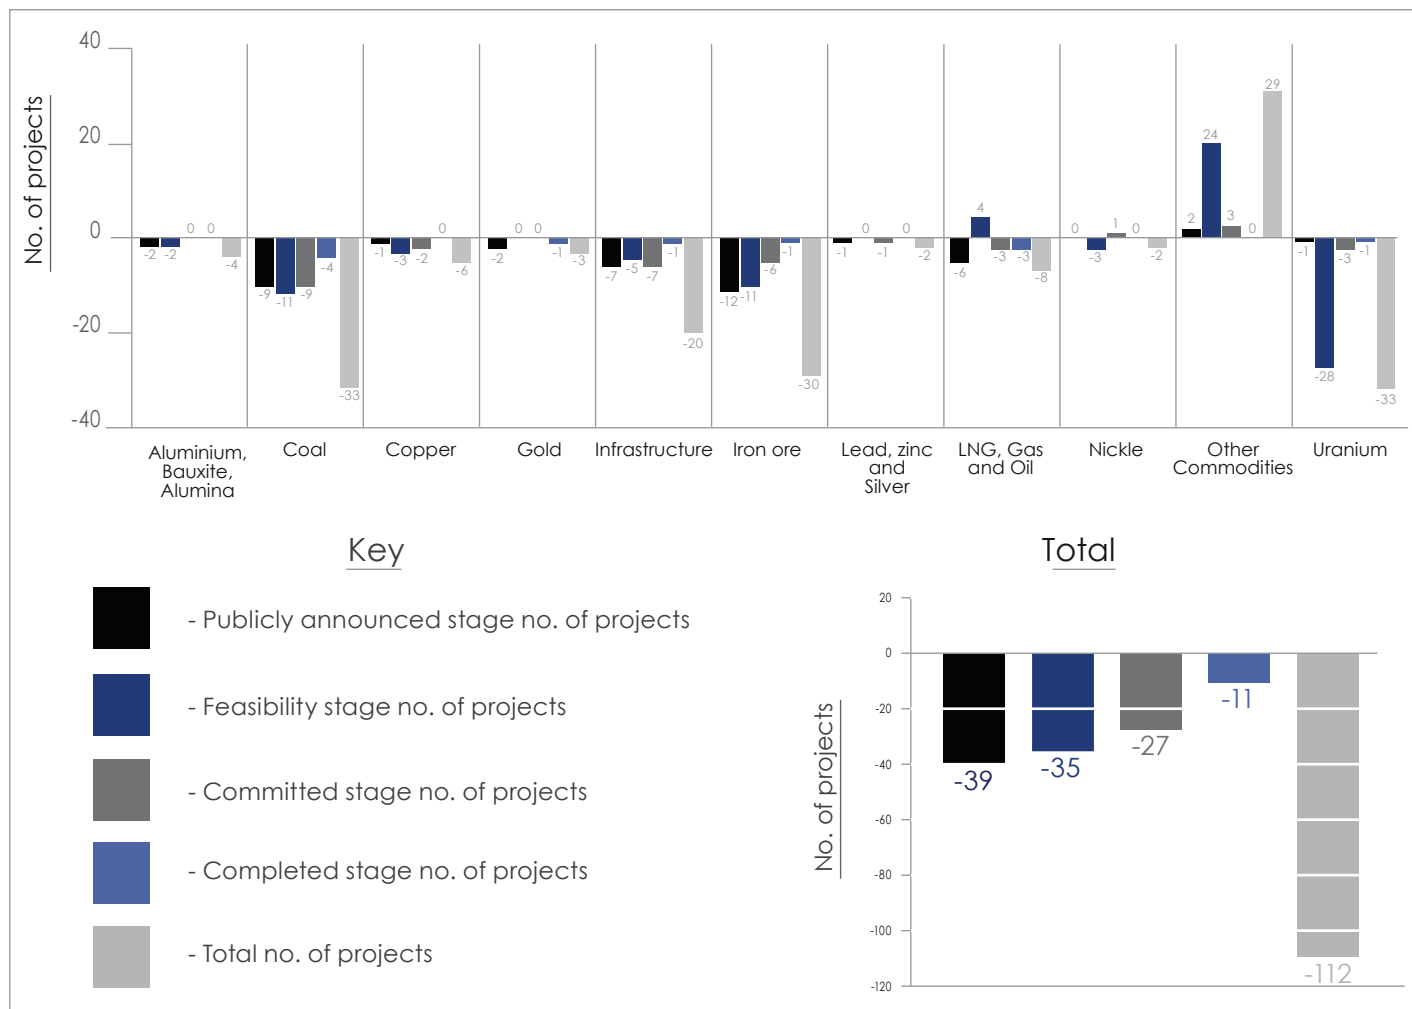 40
20
0
-20
-40
No. of projects
-2 -2 0 0 -4
-9 -11 -9 -4 -33
-1 -3 -2 0 -6
-2 0 0 -1 -3
-7 -5 -7 -1 -20
-12 -11 -6 -1 -30
-1 0 -1 0 -2
-6 4 -3 -3 -8
0 -3 1 0 -2
2 24 3 0 29
-1 -28 -3 -1 -33
Aluminium,
Bauxite,
Alumina
Coal
Copper
Gold
Infrastructure
Iron ore
Lead, zinc
and
Silver
LNG, Gas
and Oil
Nickle
Other
Commodities
Uranium
Key
- Publicly announced stage no. of projects
- Feasibility stage no. of projects
- Committed stage no. of projects
- Completed stage no. of projects
- Total no. of projects
Total
20
0
-20
-40
-60
-80
-100
-120
No. of projects
-39
-35
-27
-11
-112